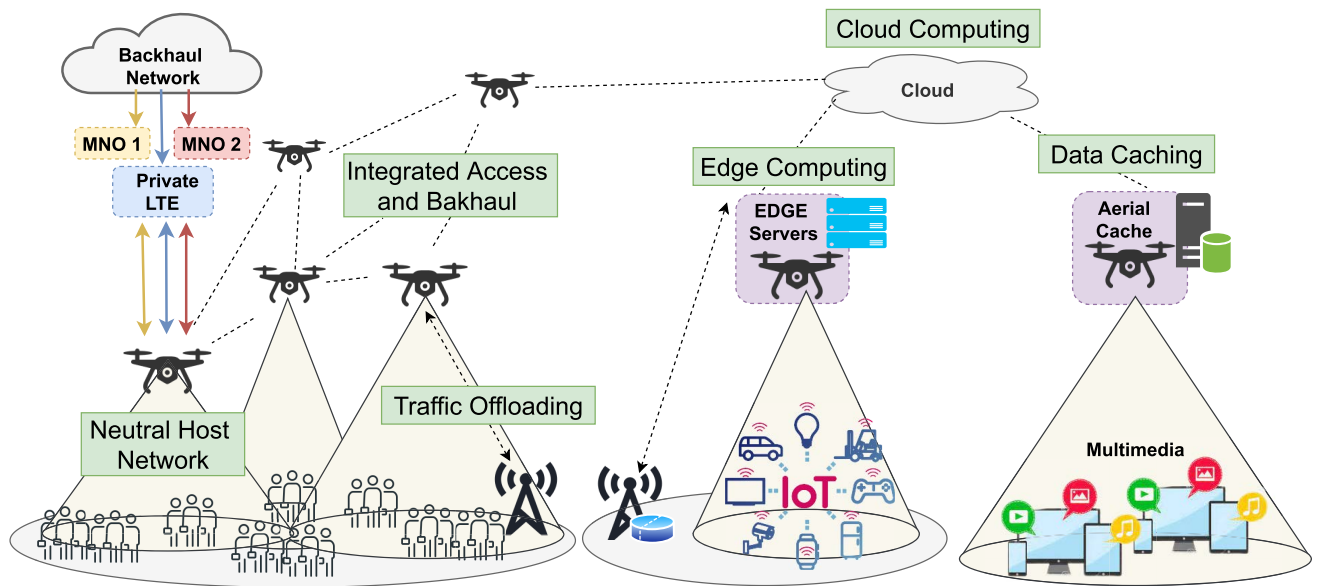 Cloud Computing
Backhaul
Network
Cloud
MNO 1
MNO 2
Integrated Access
and Bakhaul
Edge Computing
Data Caching
Private
LTE
EDGE
Servers
Aerial
Cache
Traffic Offloading
Neutral Host
Network
Multimedia
IoT